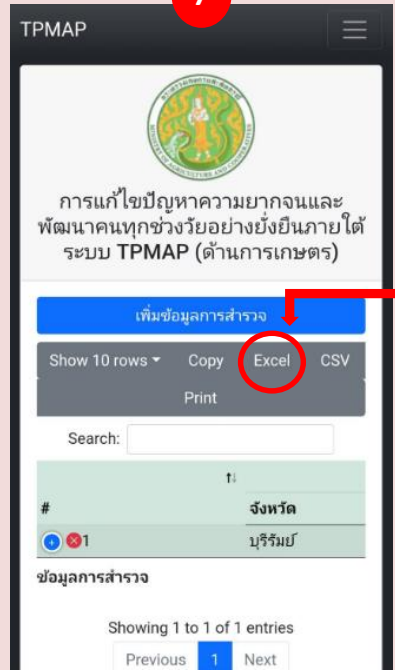 TPMAP
การแก้ไขปัญหาความยากจนและ
พัฒนาคนทุกช่วงวัยอย่างยั่งยืนภายใต้
ระบบ TPMAP (ด้านการเกษตร)
เพิ่มข้อมูลการสำรวจ
Show 10 rows Copy Excel CSV
Print
Search:
# จังหวัด
1 บุรีรัมย์
ข้อมูลการสำรวจ
Showing 1 to 1 of 1 entries
Previous 1 Next